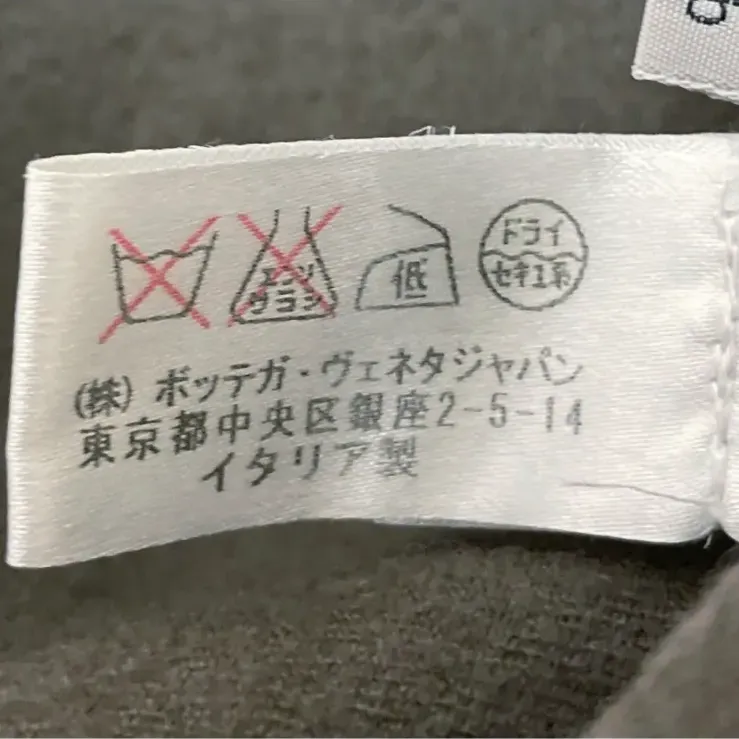 エンソ
サラシ
低
ドライ
セキユ系
(株) ボッテガ・ヴェネタジャパン
東京都中央区銀座2-5-14
イタリア製